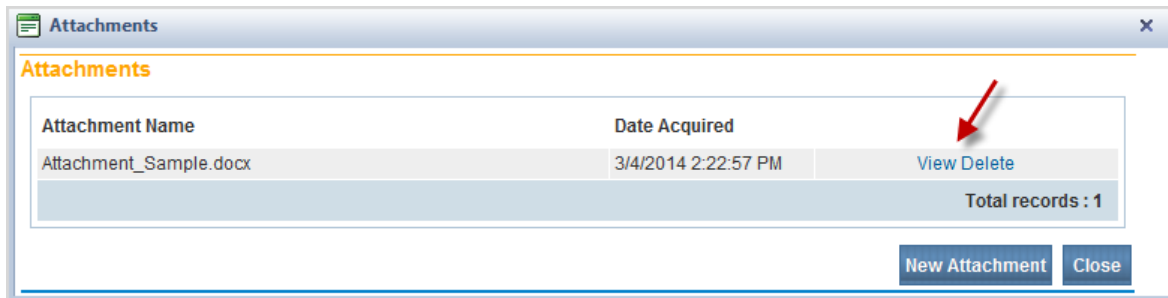 Attachments
Attachments
Attachment Name Date Acquired
Attachment_Sample.docx 3/4/2014 2:22:57 PM View Delete
Total records : 1
New Attachment Close